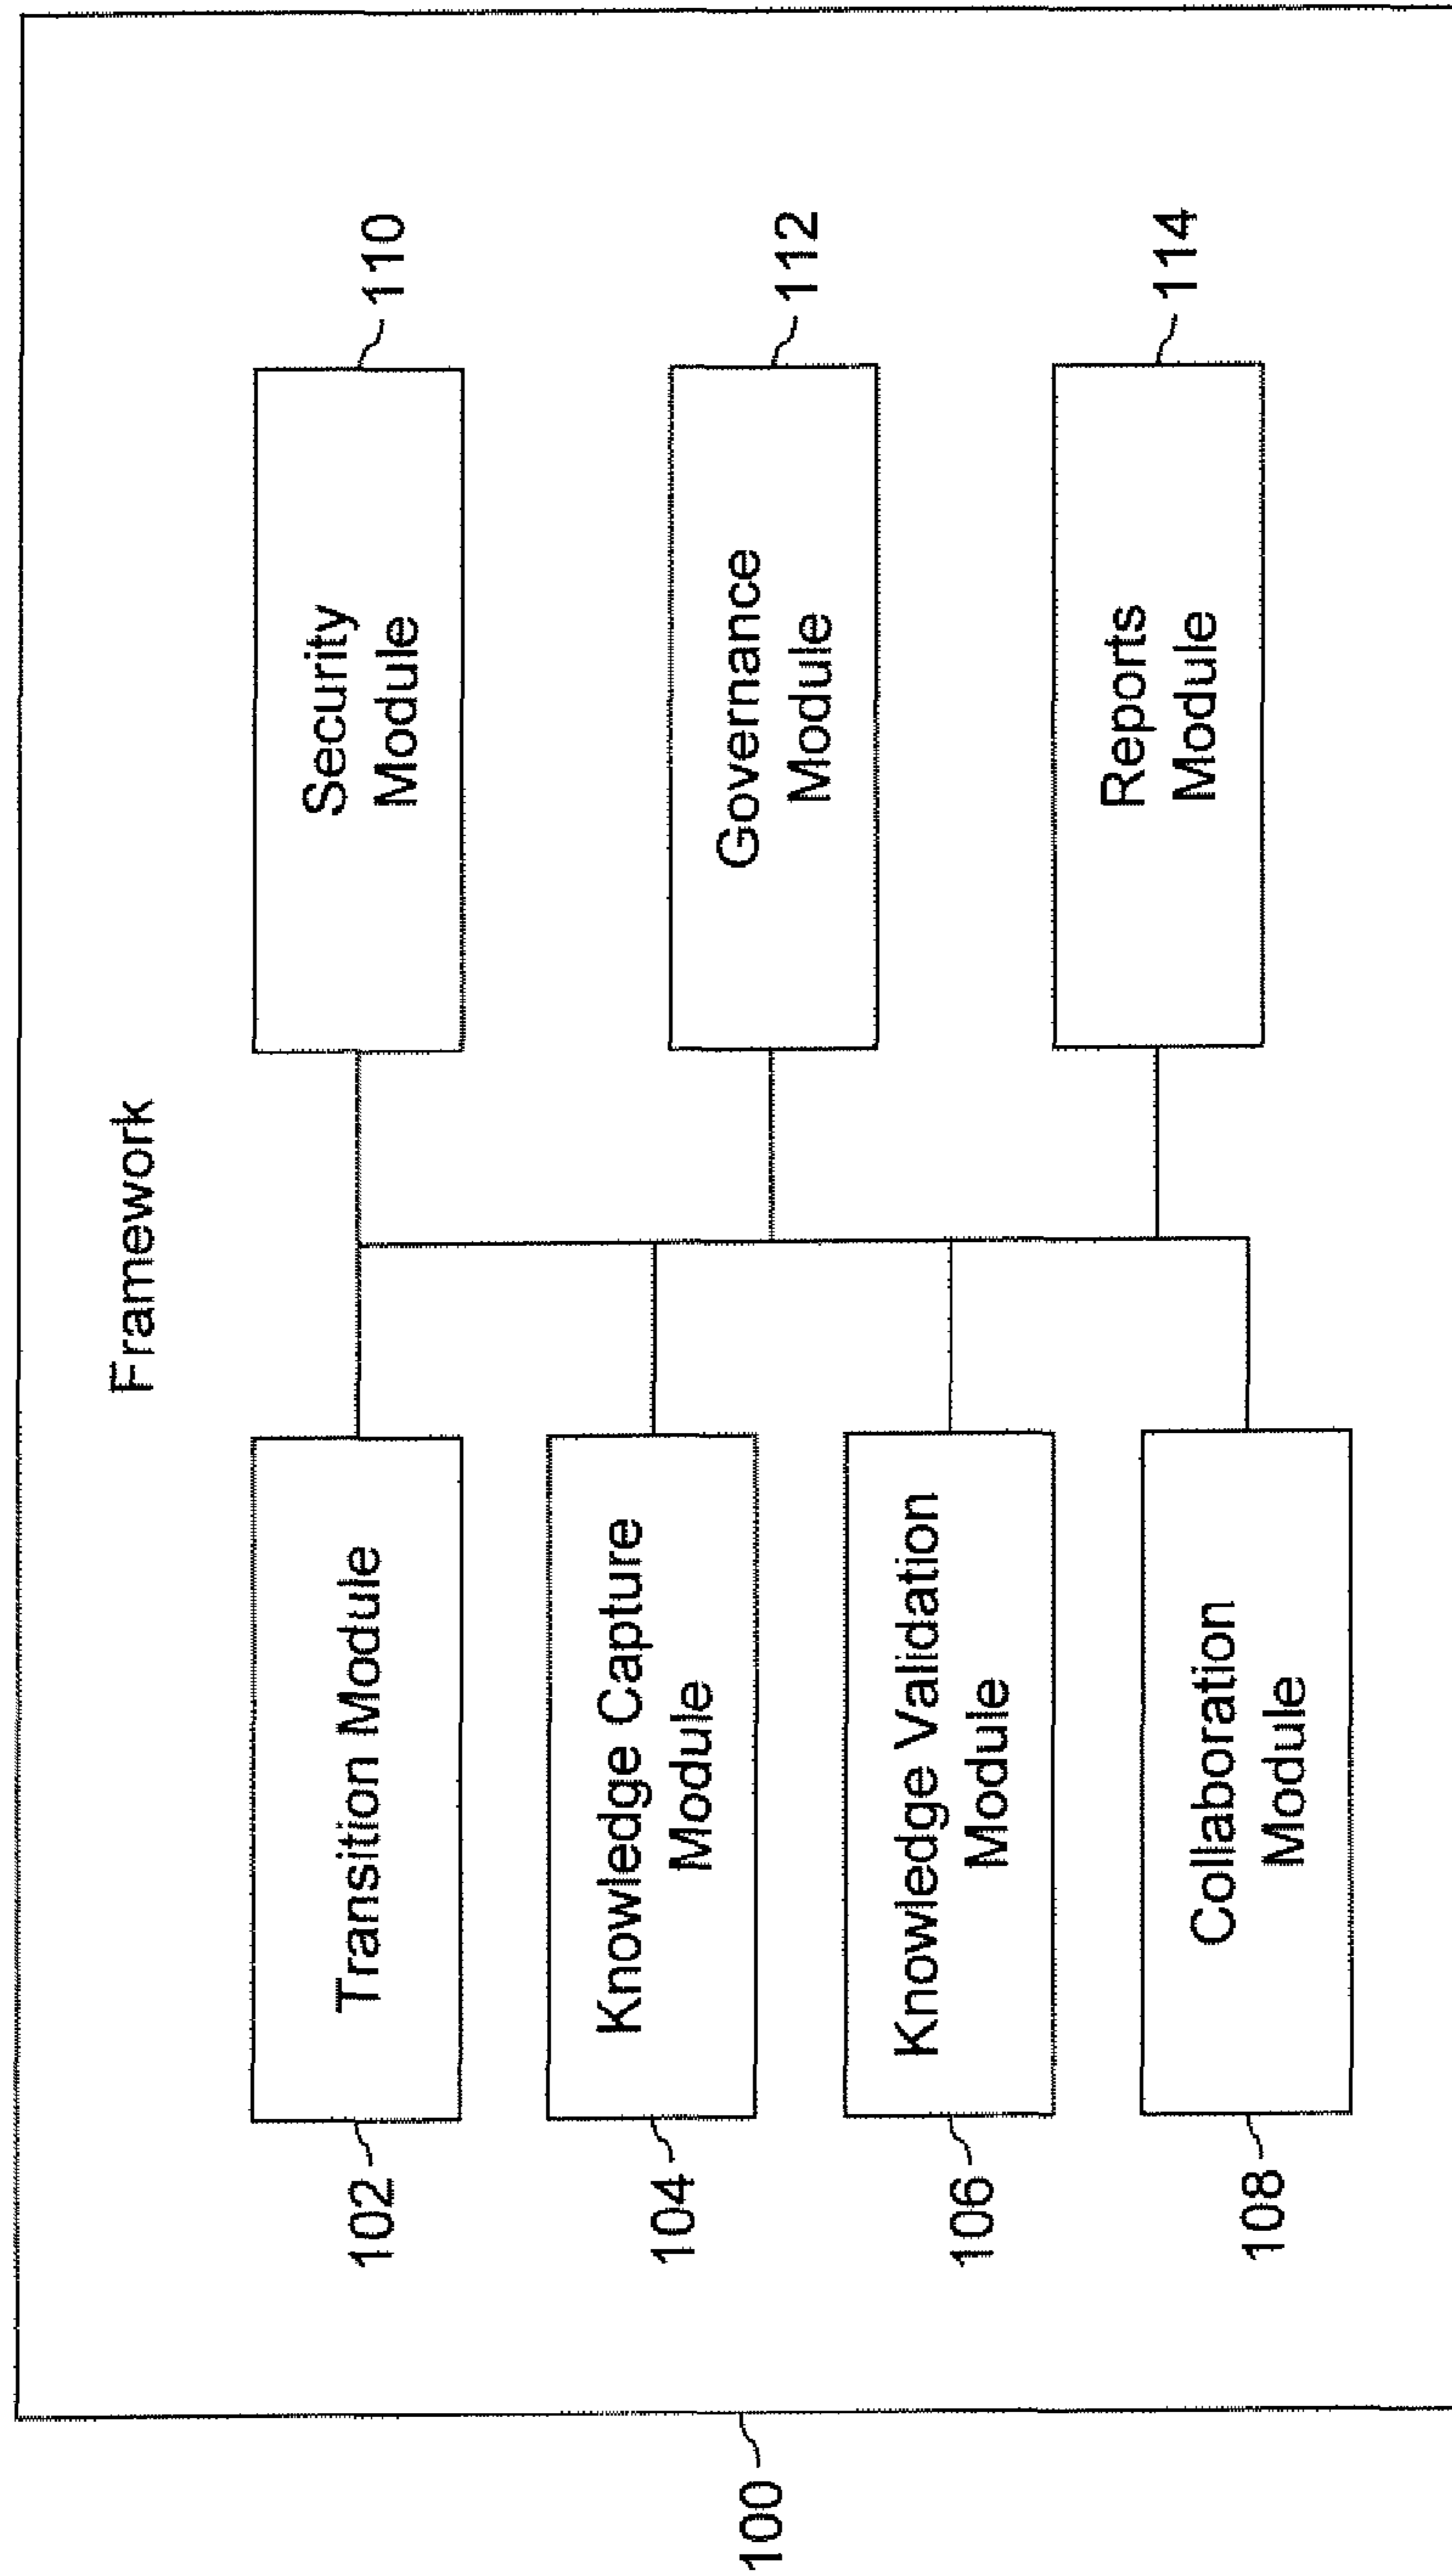 Framework
102
Transition Module
Security
Module
110
104
Knowledge Capture
Module
Governance
Module
112
106
Knowledge Validation
Module
Reports
Module
114
108
Collaboration
Module
100